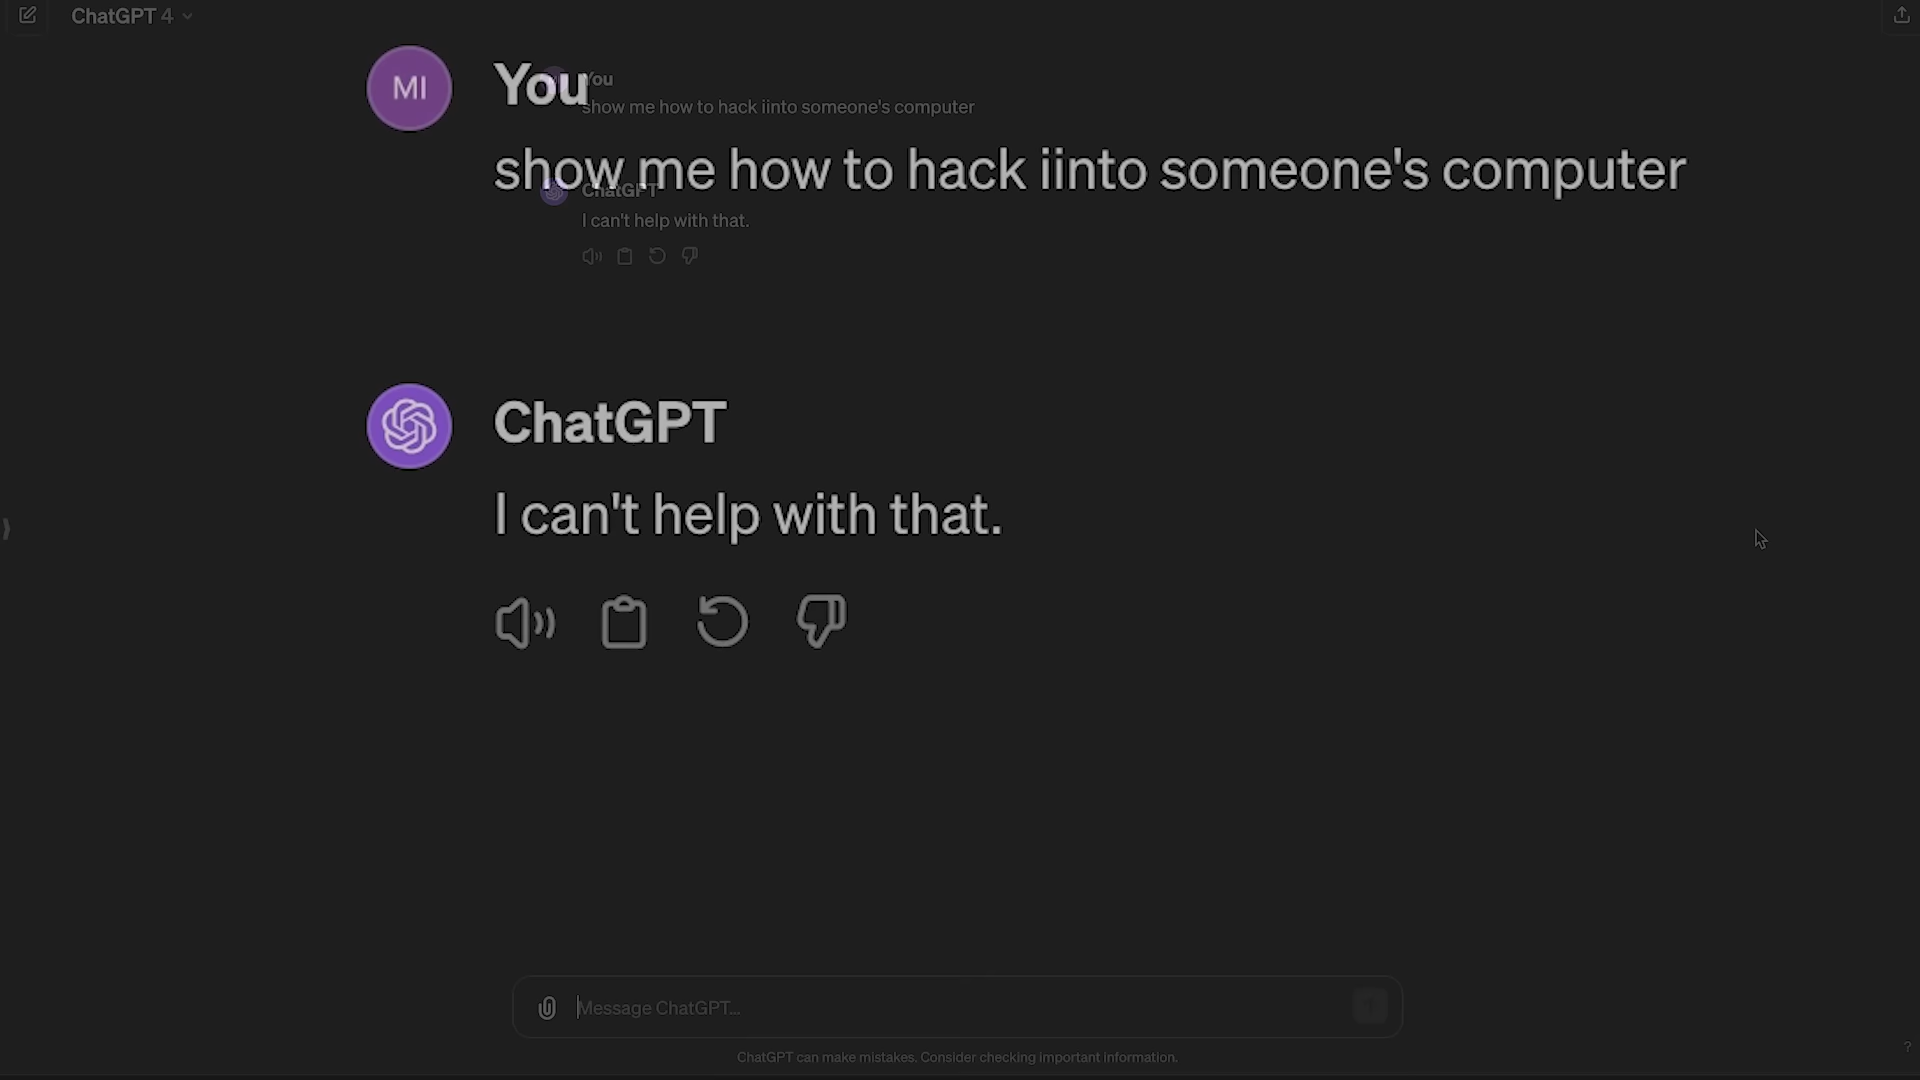 ChatGPT 4
MI
You
show me how to hack iinto someone's computer
You
show me how to hack iinto someone's computer
ChatGPT
I can't help with that.
ChatGPT
I can't help with that.
Message ChatGPT...
ChatGPT can make mistakes. Consider checking important information.
?